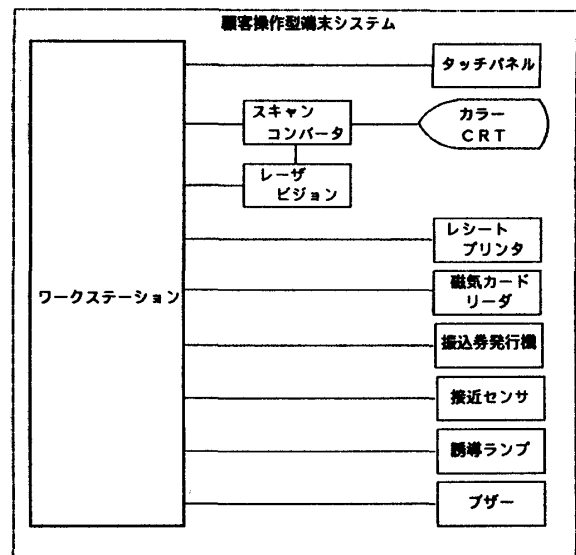 顧客操作型端末システム
タッチパネル
スキャン
コンバータ
カラー
CRT
レーザ
ビジョン
レシート
プリンタ
ワークステーション
磁気カード
リーダ
振込券発行機
接近センサ
誘導ランプ
ブザー